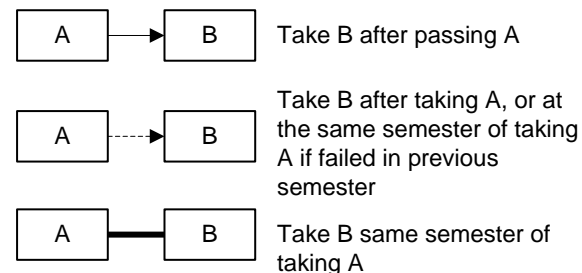 A B Take B after passing A
Take B after taking A, or at
the same semester of taking
A B
A if failed in previous
semester
A B Take B same semester of
taking A